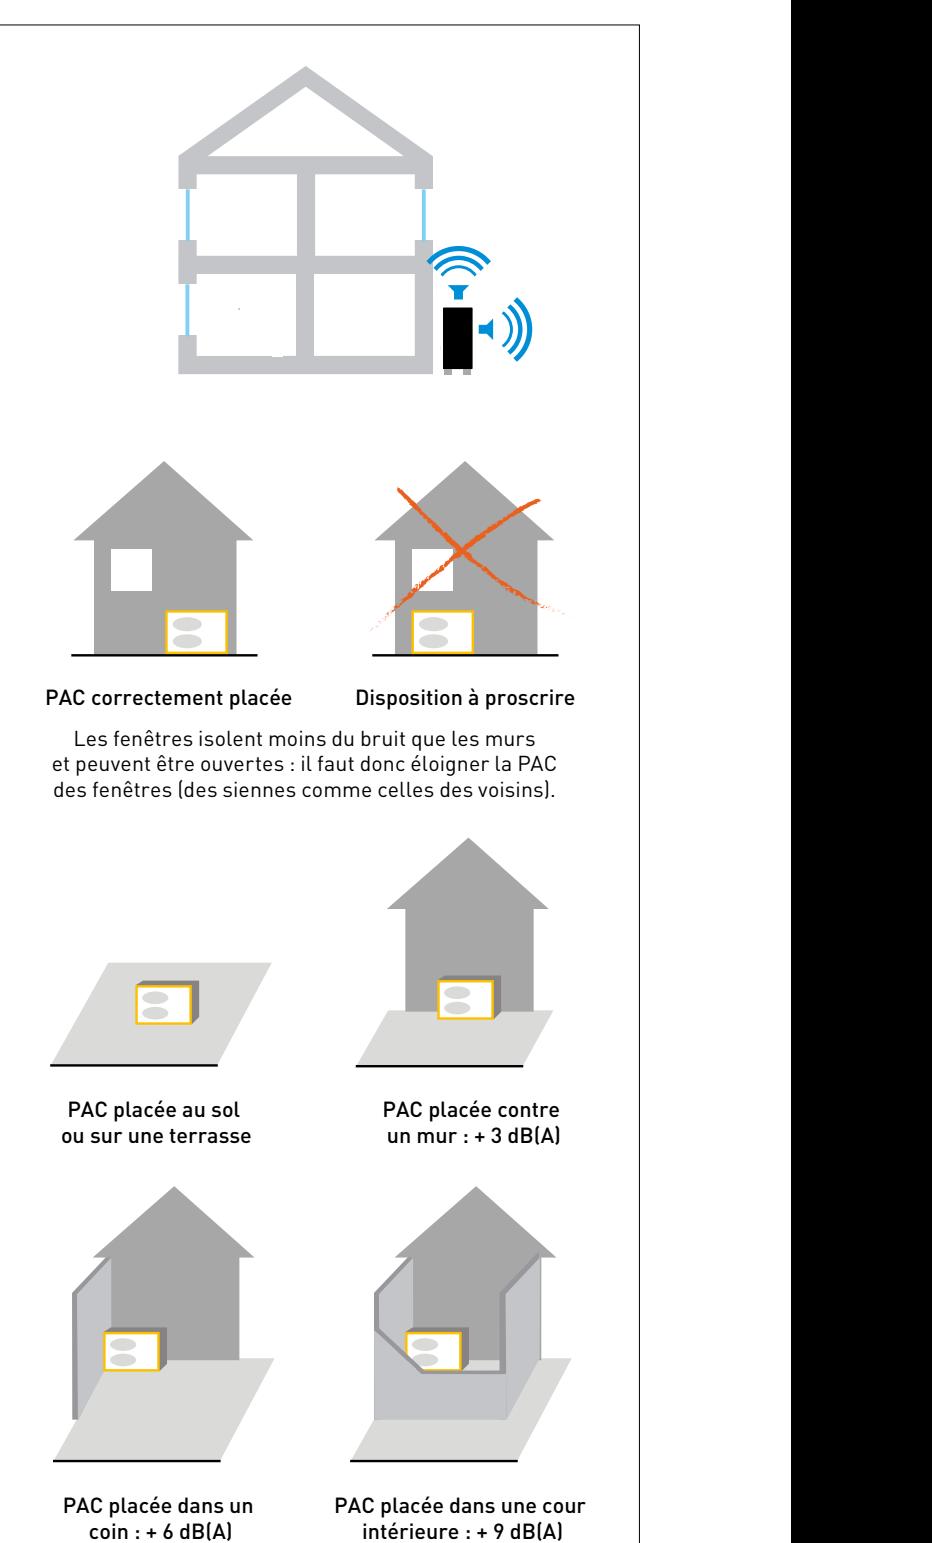 PAC correctement placée
Disposition à proscrire
Les fenêtres isolent moins du bruit que les murs
et peuvent être ouvertes : il faut donc éloigner la PAC
des fenêtres (des siennes comme celles des voisins).
PAC placée au sol
ou sur une terrasse
PAC placée contre
un mur : + 3 dB(A)
PAC placée dans un
coin : + 6 dB(A)
PAC placée dans une cour
intérieure : + 9 dB(A)